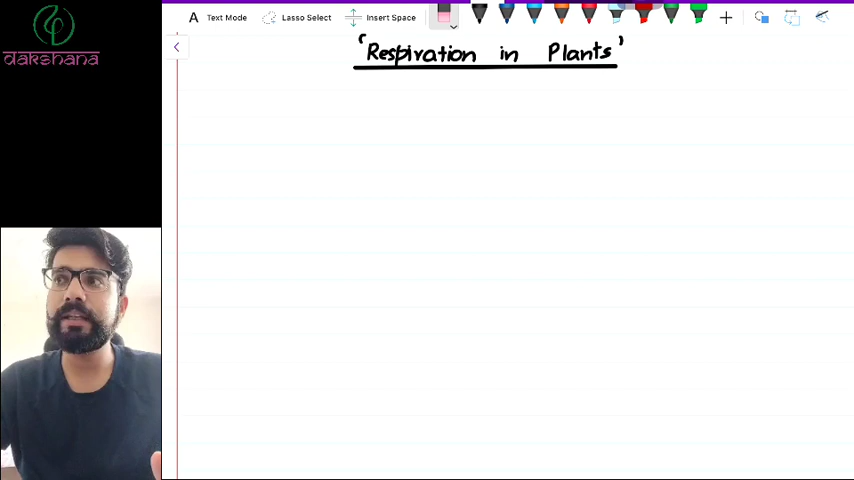 dakshana
A Text Mode Lasso Select Insert Space
'Respiration in Plants'